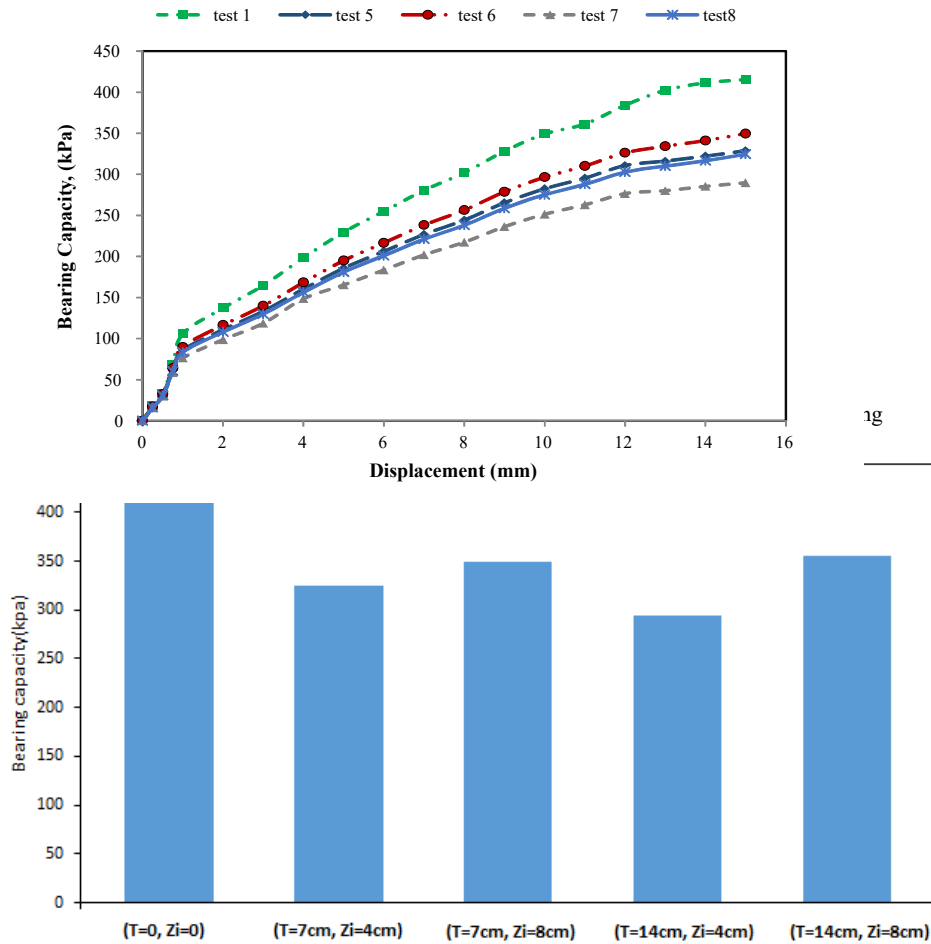 test 1 test 5 test 6 test 7 test8
450
400
350
300
250
200
150
100
50
0
Bearing Capacity, (kPa)
0 2 4 6 8 10 12 14 16
Displacement (mm)
ng
400
350
300
250
200
150
100
50
0
Bearing capacity(kpa)
(T=0, Zi=0) (T=7cm, Zi=4cm) (T=7cm, Zi=8cm) (T=14cm, Zi=4cm) (T=14cm, Zi=8cm)